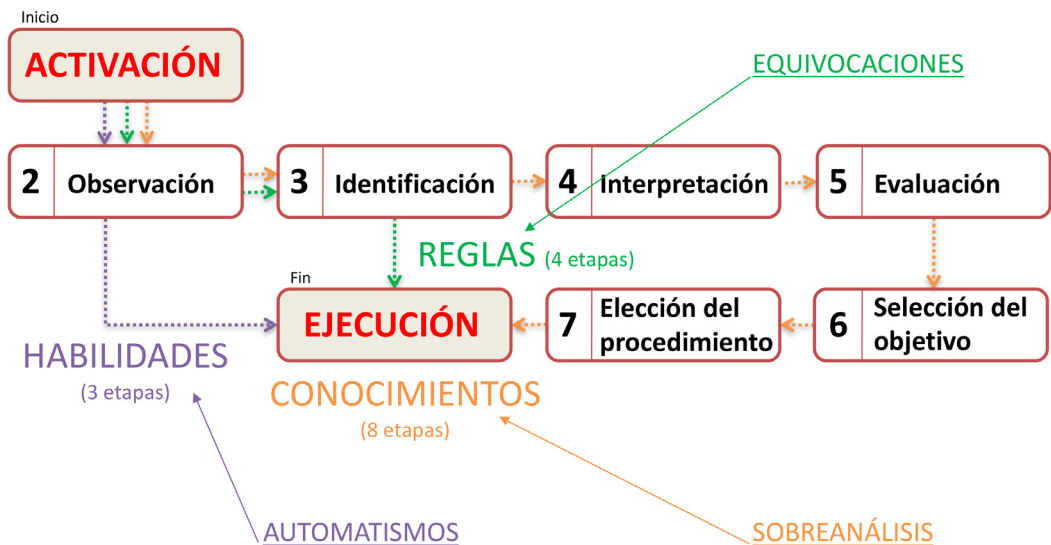 Inicio
ACTIVACIÓN
EQUIVOCACIONES
2 Observación
3 Identificación
4 Interpretación
5 Evaluación
REGLAS (4 etapas)
Fin
EJECUCIÓN
7 Elección del
procedimiento
6 Selección del
objetivo
HABILIDADES
(3 etapas)
CONOCIMIENTOS
(8 etapas)
AUTOMATISMOS
SOBREANÁLISIS